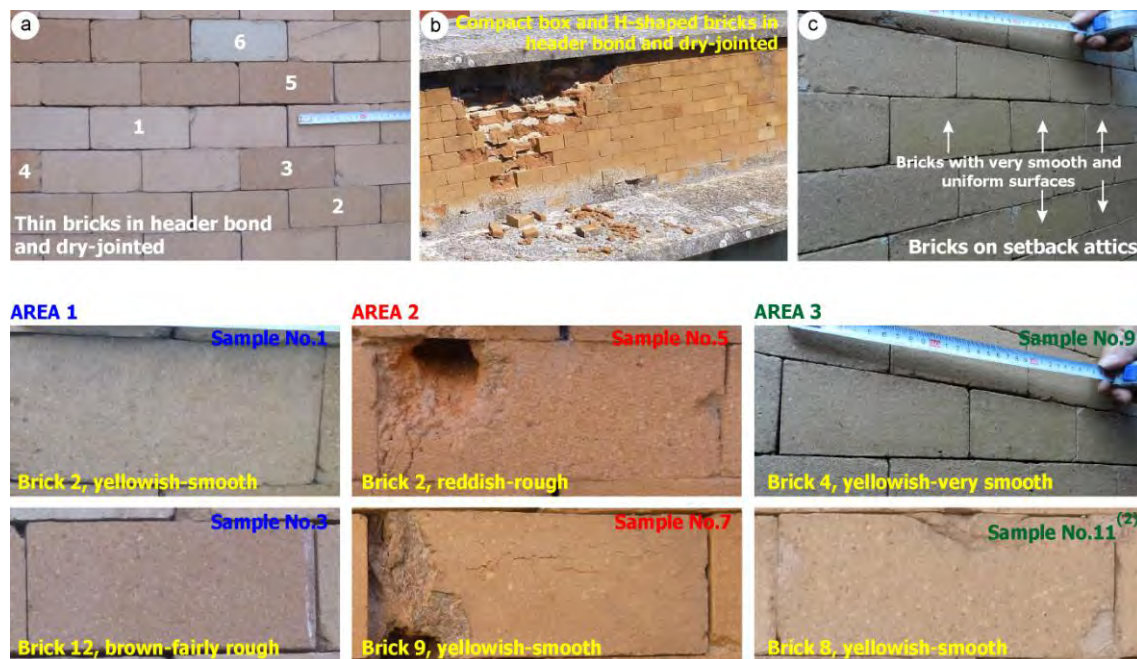 a
6
5
1
4
3
2
Thin bricks in header bond
and dry-jointed
b
Compact box and H-shaped bricks in
header bond and dry-jointed
c
Bricks with very smooth and
uniform surfaces
Bricks on setback attics
AREA 1
Sample No.1
Brick 2, yellowish-smooth
Sample No.3
Brick 12, brown-fairly rough
AREA 2
Sample No.5
Brick 2, reddish-rough
Sample No.7
Brick 9, yellowish-smooth
AREA 3
Sample No.9
Brick 4, yellowish-very smooth
Sample No.11(2)
Brick 8, yellowish-smooth